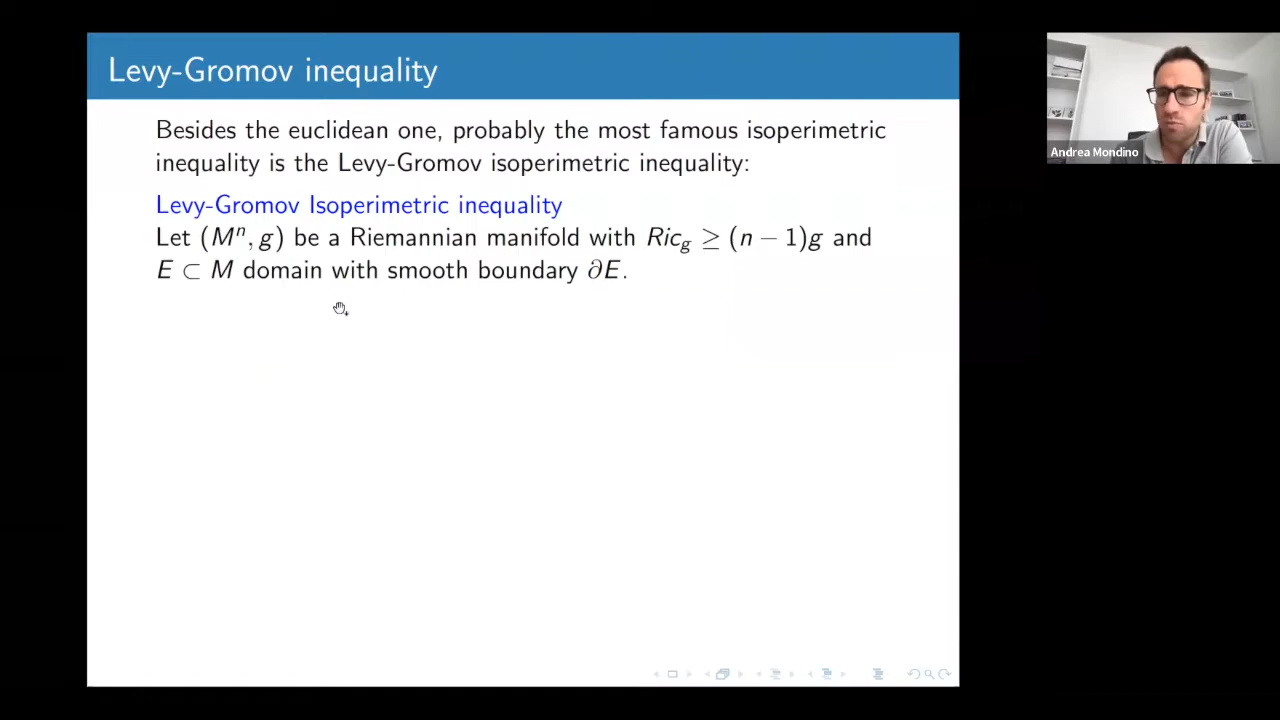 Levy-Gromov inequality
Besides the euclidean one, probably the most famous isoperimetric
inequality is the Levy-Gromov isoperimetric inequality:
Levy-Gromov Isoperimetric inequality
Let (Mⁿ, g) be a Riemannian manifold with Ric_g ≥ (n − 1)g and
E ⊂ M domain with smooth boundary ∂E.
Andrea Mondino